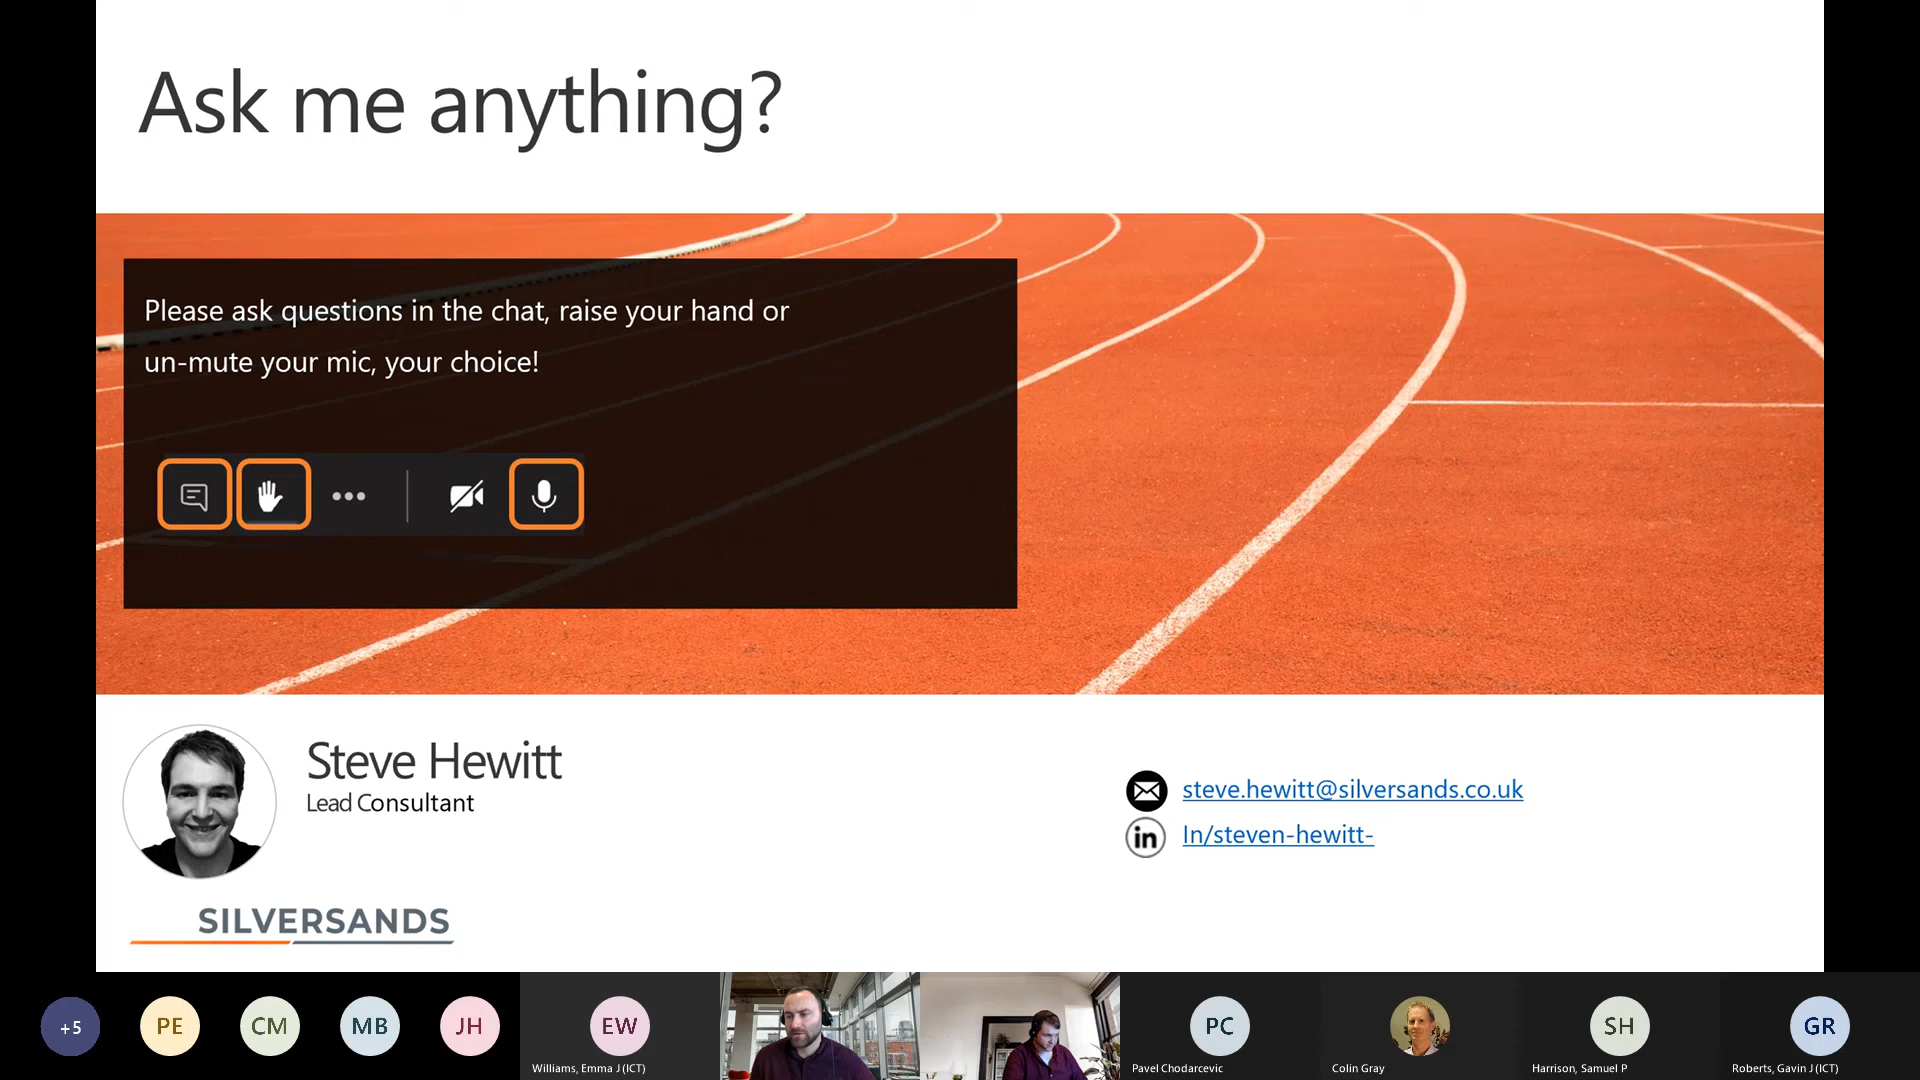 Ask me anything?
Please ask questions in the chat, raise your hand or
un-mute your mic, your choice!
Steve Hewitt
Lead Consultant
steve.hewitt@silversands.co.uk
in
In/steven-hewitt-
SILVERSANDS
+5
PE
CM
MB
JH
EW
PC
SH
GR
Williams, Emma J (ICT)
Pavel Chodarcevic
Colin Gray
Harrison, Samuel P
Roberts, Gavin J (ICT)